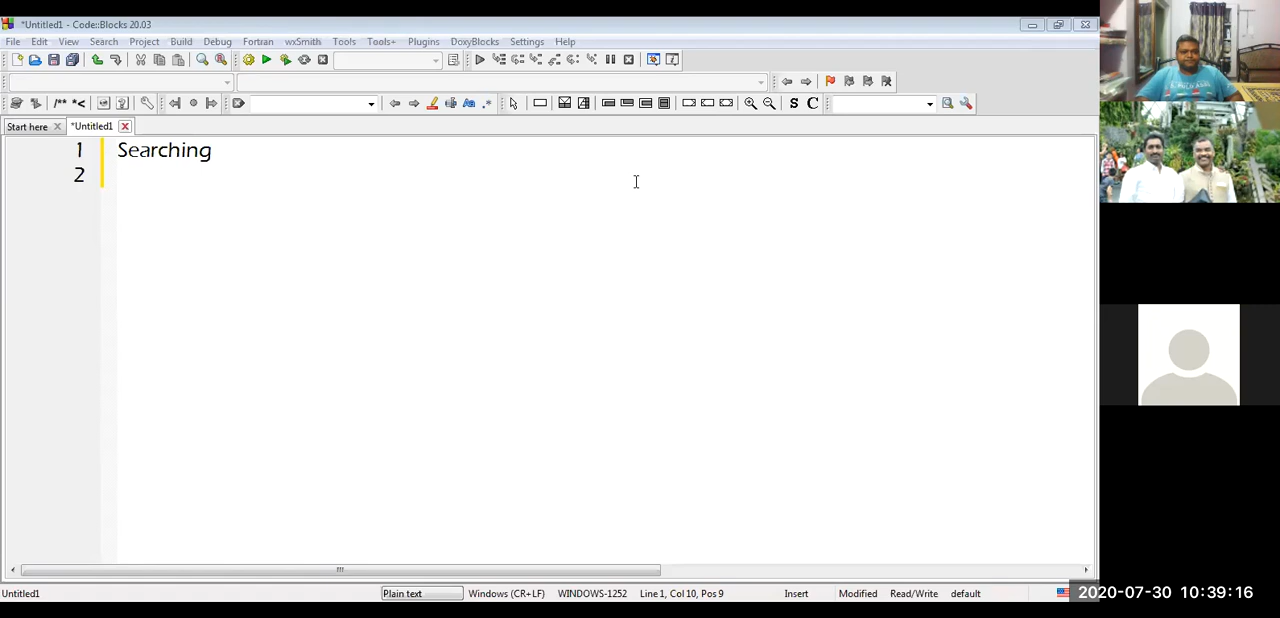 *Untitled1 - Code::Blocks 20.03
File Edit View Search Project Build Debug Fortran wxSmith Tools Tools+ Plugins DoxyBlocks Settings Help
/** *< S C
Start here *Untitled1
1 Searching
2
Untitled1 Plain text Windows (CR+LF) WINDOWS-1252 Line 1, Col 10, Pos 9 Insert Modified Read/Write default
2020-07-30 10:39:16